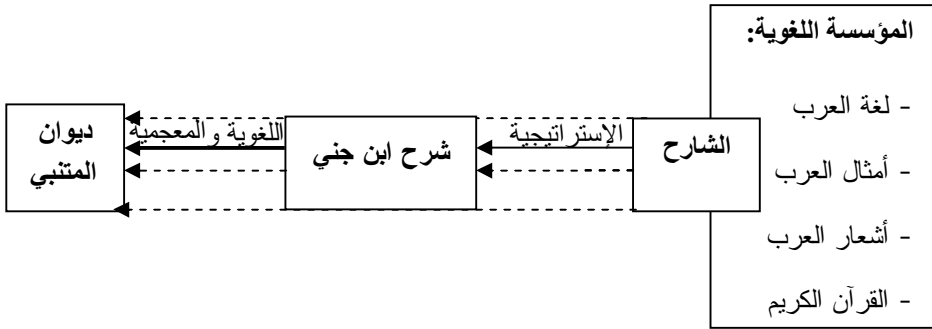 المؤسسة اللغوية:
- لغة العرب
- أمثال العرب
- أشعار العرب
- القرآن الكريم
الشارح
الإستراتيجية
شرح ابن جني
اللغوية والمعجمية
ديوان
المتنبي